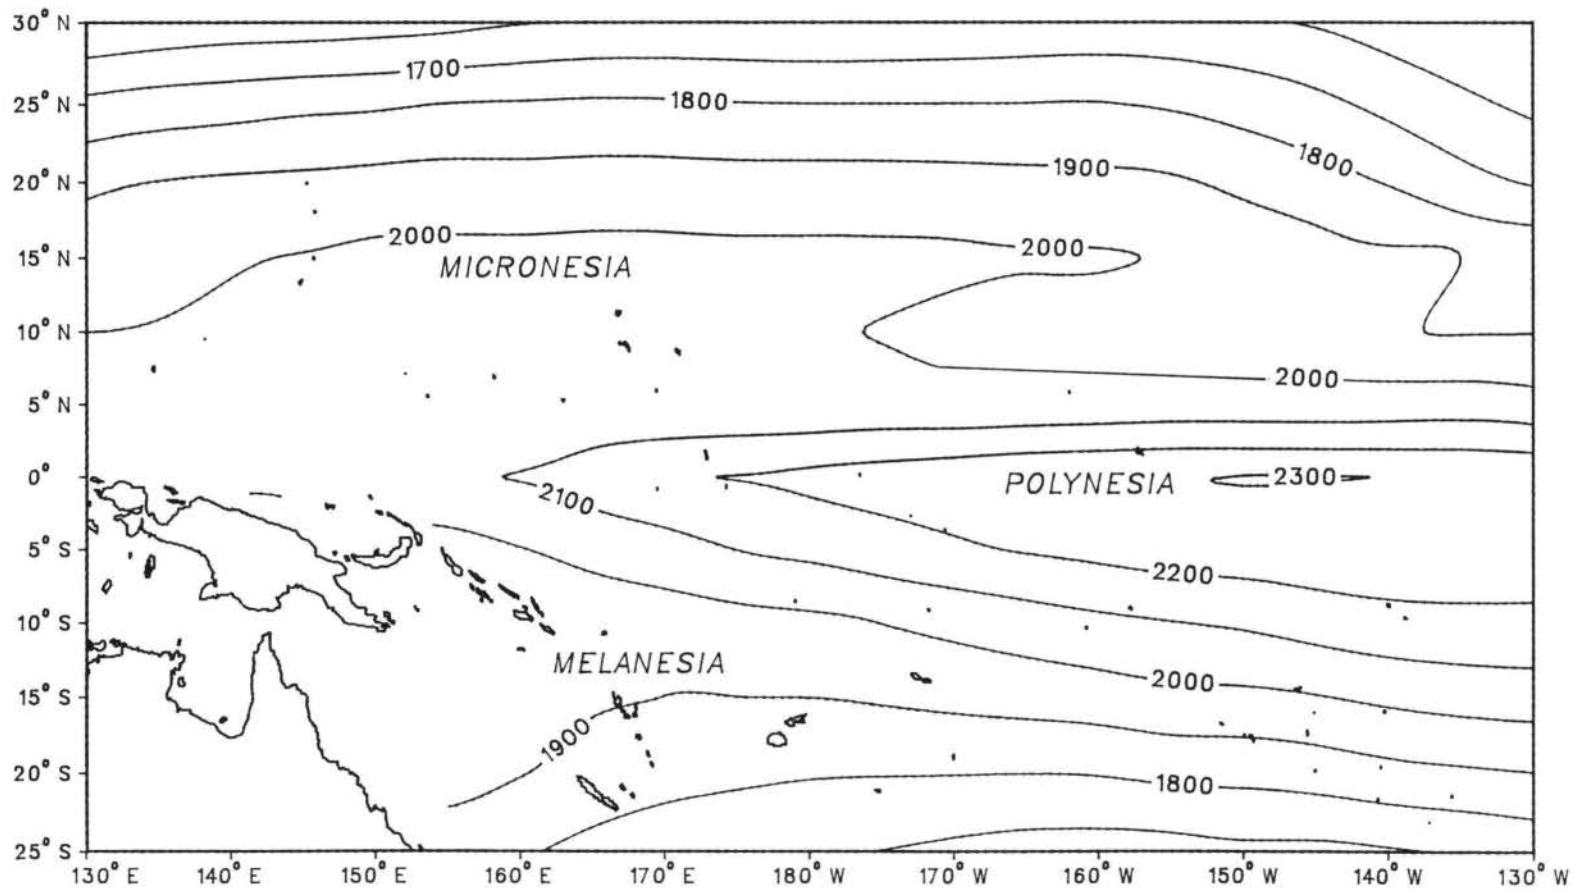 30° N
1700
25° N
1800
1800
1900
20° N
2000
2000
15° N
MICRONESIA
10° N
2000
5° N
0°
POLYNESIA
2300
2100
5° S
2200
10° S
MELANESIA
2000
15° S
1900
20° S
1800
25° S
130° E 140° E 150° E 160° E 170° E 180° W 170° W 160° W 150° W 140° W 130° W